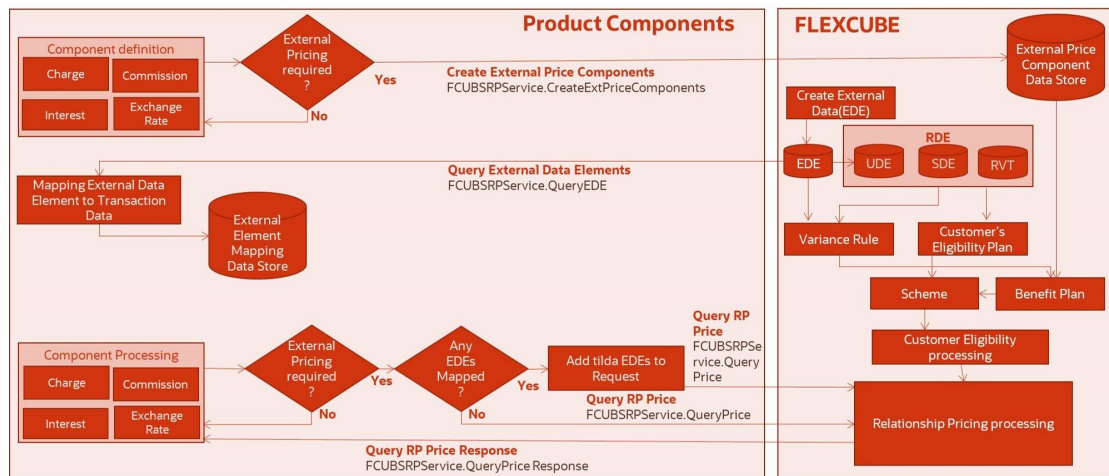 Product Components
FLEXCUBE
Component definition
Charge
Commission
Interest
Exchange
Rate
External
Pricing
required
?
Yes
No
Create External Price Components
FCUBSRPService.CreateExtPriceComponents
External Price
Component
Data Store
Create External
Data(EDE)
RDE
EDE
UDE
SDE
RVT
Query External Data Elements
FCUBSRPService.QueryEDE
Mapping External Data
Element to Transaction
Data
External
Element
Mapping
Data Store
Variance Rule
Customer's
Eligibility Plan
Scheme
Benefit Plan
Customer Eligibility
processing
Component Processing
Charge
Commission
Interest
Exchange
Rate
External
Pricing
required
?
Yes
No
Any
EDEs
Mapped
?
Yes
No
Add tilda EDEs to
Request
Query RP
Price
FCUBSRPSe
rvice.Query
Price
Query RP Price
FCUBSRPService.QueryPrice
Relationship Pricing processing
Query RP Price Response
FCUBSRPService.QueryPrice Response